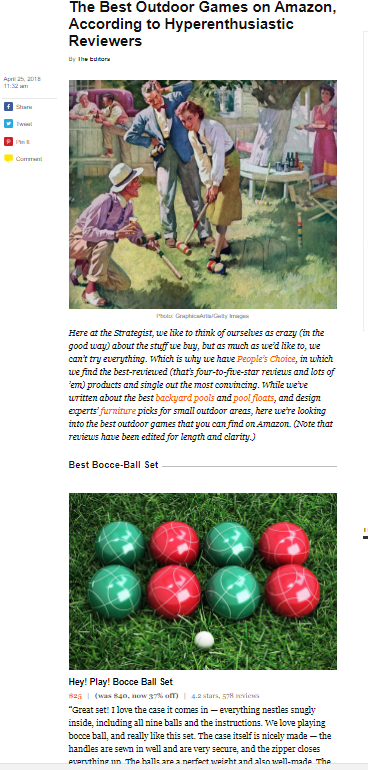 The Best Outdoor Games on Amazon,
According to Hyperenthusiastic
Reviewers
By The Editors
April 25, 2018
11:32 am
Share
Tweet
Pin It
Comment
Photo: GraphicaArtis/Getty Images
Here at the Strategist, we like to think of ourselves as crazy (in the
good way) about the stuff we buy, but as much as we'd like to, we
can't try everything. Which is why we have People's Choice, in which
we find the best-reviewed (that's four-to-five-star reviews and lots of
'em) products and single out the most convincing. While we've
written about the best backyard pools and pool floats, and design
experts' furniture picks for small outdoor areas, here we're looking
into the best outdoor games that you can find on Amazon. (Note that
reviews have been edited for length and clarity.)
Best Bocce-Ball Set
Hey! Play! Bocce Ball Set
$25 | (was $40, now 37% off) | 4.2 stars, 578 reviews
"Great set! I love the case it comes in — everything nestles snugly
inside, including all nine balls and the instructions. We love playing
bocce ball, and really like this set. The case itself is nicely made — the
handles are sewn in well and are very secure, and the zipper closes
everything up. The balls are a perfect weight and also well-made. The